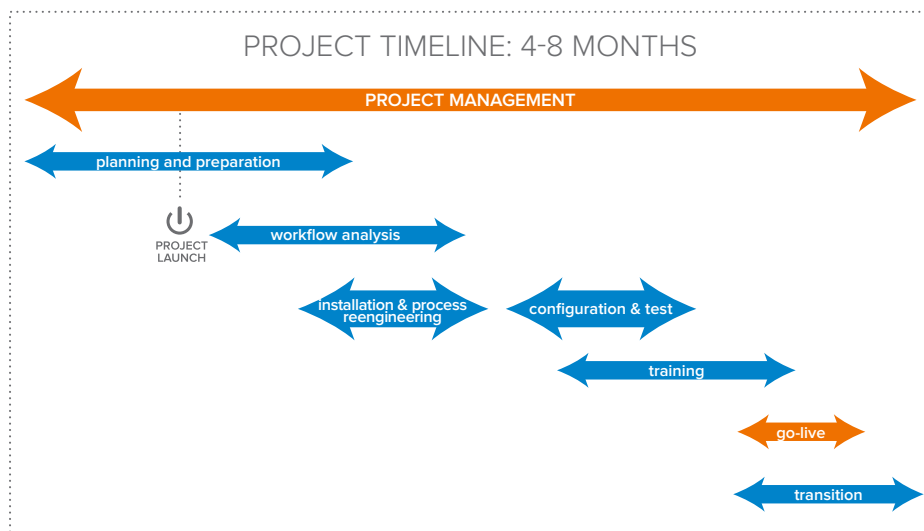 PROJECT TIMELINE: 4-8 MONTHS
PROJECT MANAGEMENT
planning and preparation
PROJECT
LAUNCH
workflow analysis
installation & process
reengineering
configuration & test
training
go-live
transition